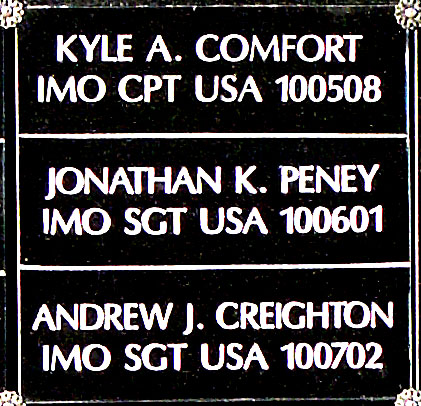 KYLE A. COMFORT
IMO CPT USA 100508
JONATHAN K. PENEY
IMO SGT USA 100601
ANDREW J. CREIGHTON
IMO SGT USA 100702